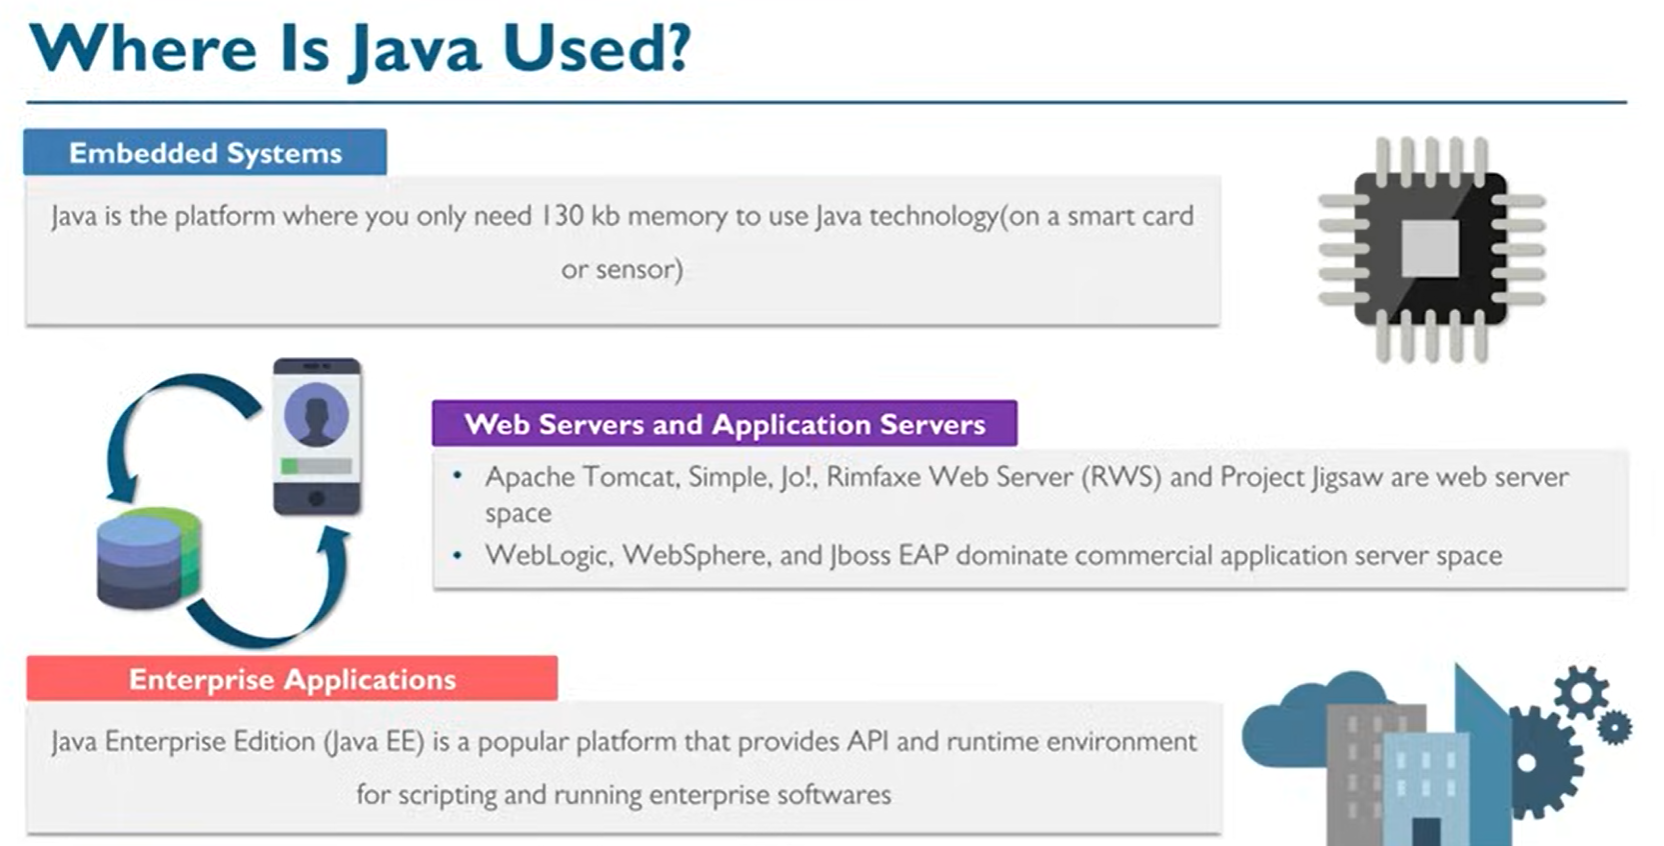 Where Is Java Used?
Embedded Systems
Java is the platform where you only need 130 kb memory to use Java technology(on a smart card
or sensor)
Web Servers and Application Servers
• Apache Tomcat, Simple, Jo!, Rimfaxe Web Server (RWS) and Project Jigsaw are web server
space
• WebLogic, WebSphere, and Jboss EAP dominate commercial application server space
Enterprise Applications
Java Enterprise Edition (Java EE) is a popular platform that provides API and runtime environment
for scripting and running enterprise softwares